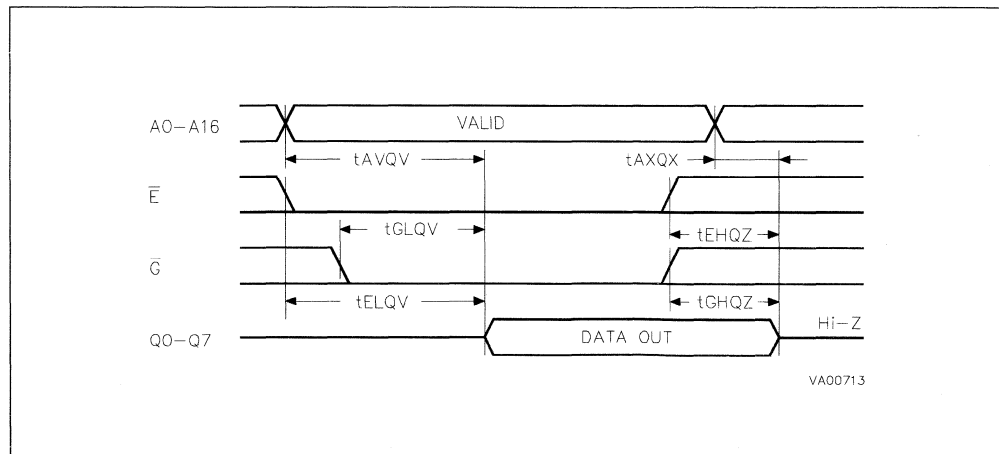 A0-A16
VALID
tAVQV
tAXQX
E
tGLQV
tEHQZ
G
tELQV
tGHQZ
Q0-Q7
DATA OUT
Hi-Z
VA00713